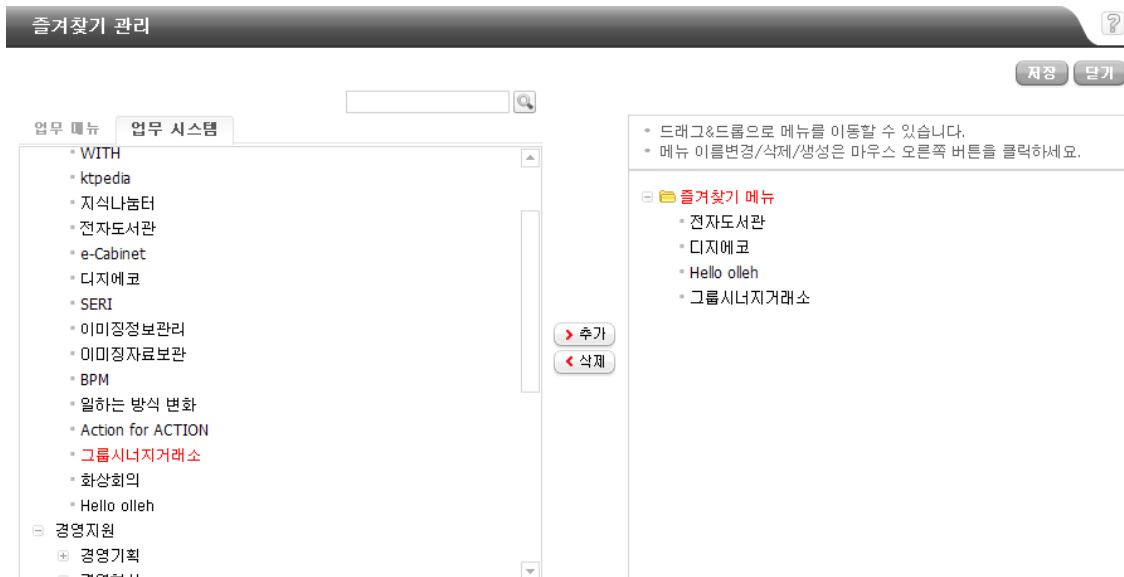 즐겨찾기 관리
?
저장 닫기
업무 메뉴 업무 시스템
WITH
ktpedia
지식나눔터
전자도서관
e-Cabinet
디지에코
SERI
이미징정보관리
이미징자료보관
BPM
일하는 방식 변화
Action for ACTION
그룹시너지거래소
화상회의
Hello olleh
경영지원
경영기획
추가
삭제
드래그&드롭으로 메뉴를 이동할 수 있습니다.
메뉴 이름변경/삭제/생성은 마우스 오른쪽 버튼을 클릭하세요.
즐겨찾기 메뉴
전자도서관
디지에코
Hello olleh
그룹시너지거래소